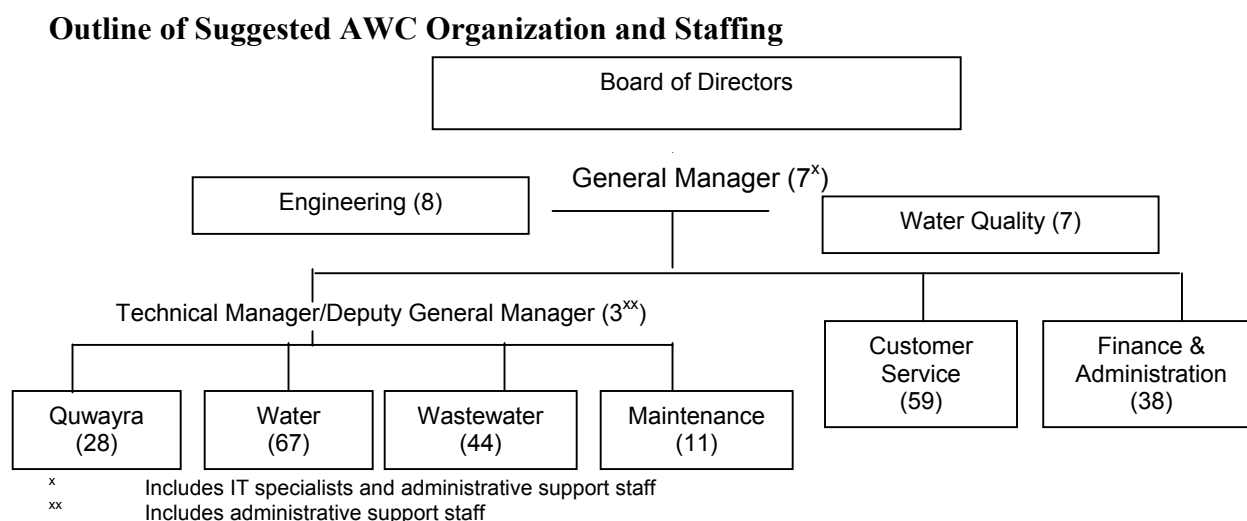 Outline of Suggested AWC Organization and Staffing
Board of Directors
General Manager (7x)
Engineering (8)
Water Quality (7)
Technical Manager/Deputy General Manager (3xx)
Customer
Service
(59)
Finance &
Administration
(38)
Quwayra
(28)
Water
(67)
Wastewater
(44)
Maintenance
(11)
x Includes IT specialists and administrative support staff
xx Includes administrative support staff